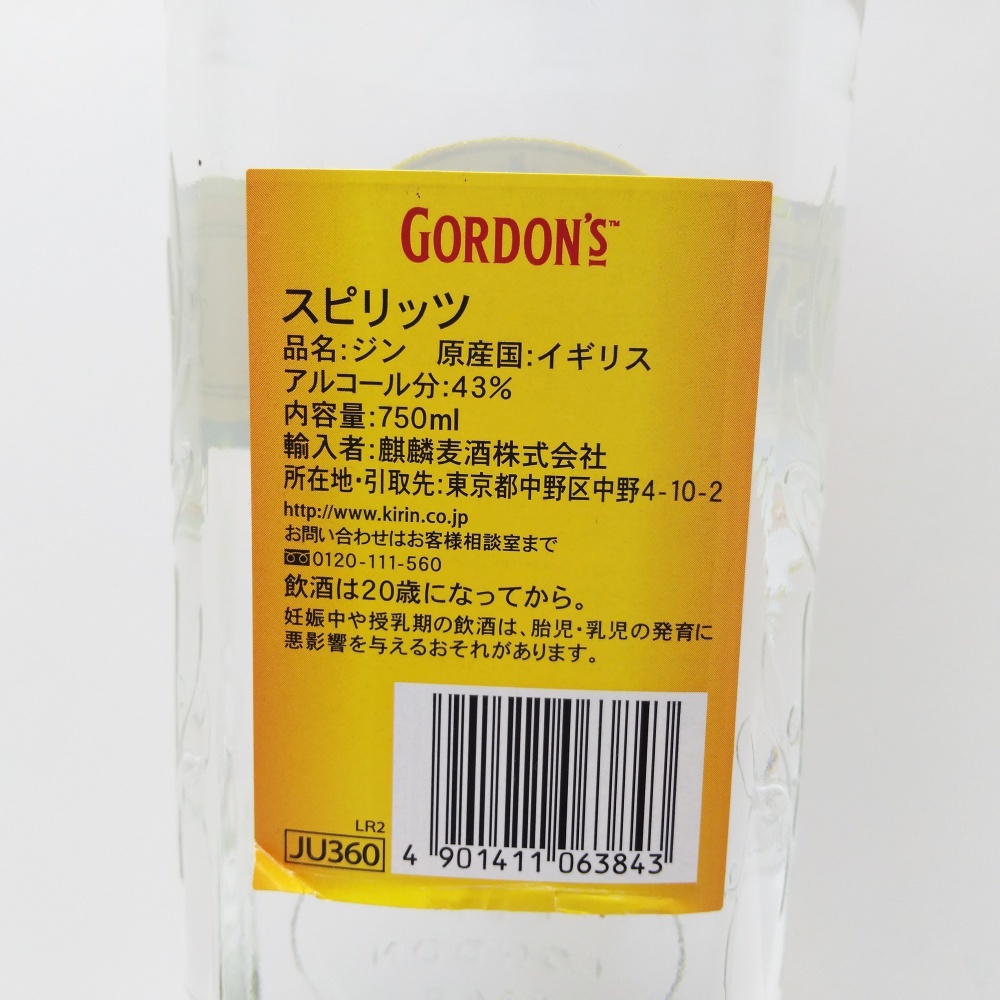 GORDON'S™
スピリッツ
品名:ジン　原産国:イギリス
アルコール分:43%
内容量:750ml
輸入者:麒麟麦酒株式会社
所在地・引取先:東京都中野区中野4-10-2
http://www.kirin.co.jp
お問い合わせはお客様相談室まで
0120-111-560
飲酒は20歳になってから。
妊娠中や授乳期の飲酒は、胎児・乳児の発育に
悪影響を与えるおそれがあります。
LR2
JU360
4 901411 063843